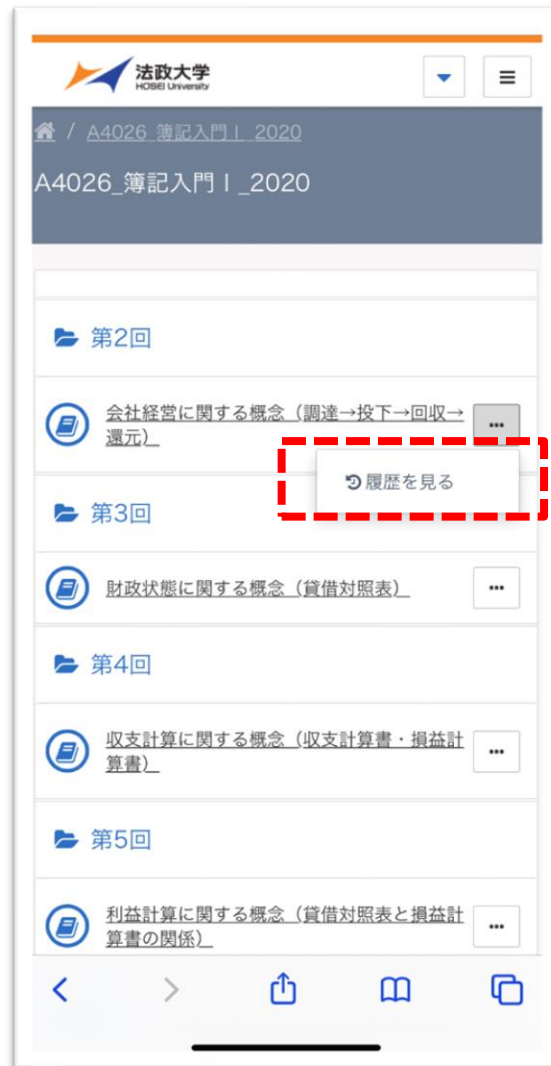 法政大学
HOSEI University
/ A4026_簿記入門Ⅰ_2020
A4026_簿記入門Ⅰ_2020
第2回
会社経営に関する概念（調達→投下→回収→
還元）
履歴を見る
第3回
財政状態に関する概念（貸借対照表）
第4回
収支計算に関する概念（収支計算書・損益計
算書）
第5回
利益計算に関する概念（貸借対照表と損益計
算書の関係）